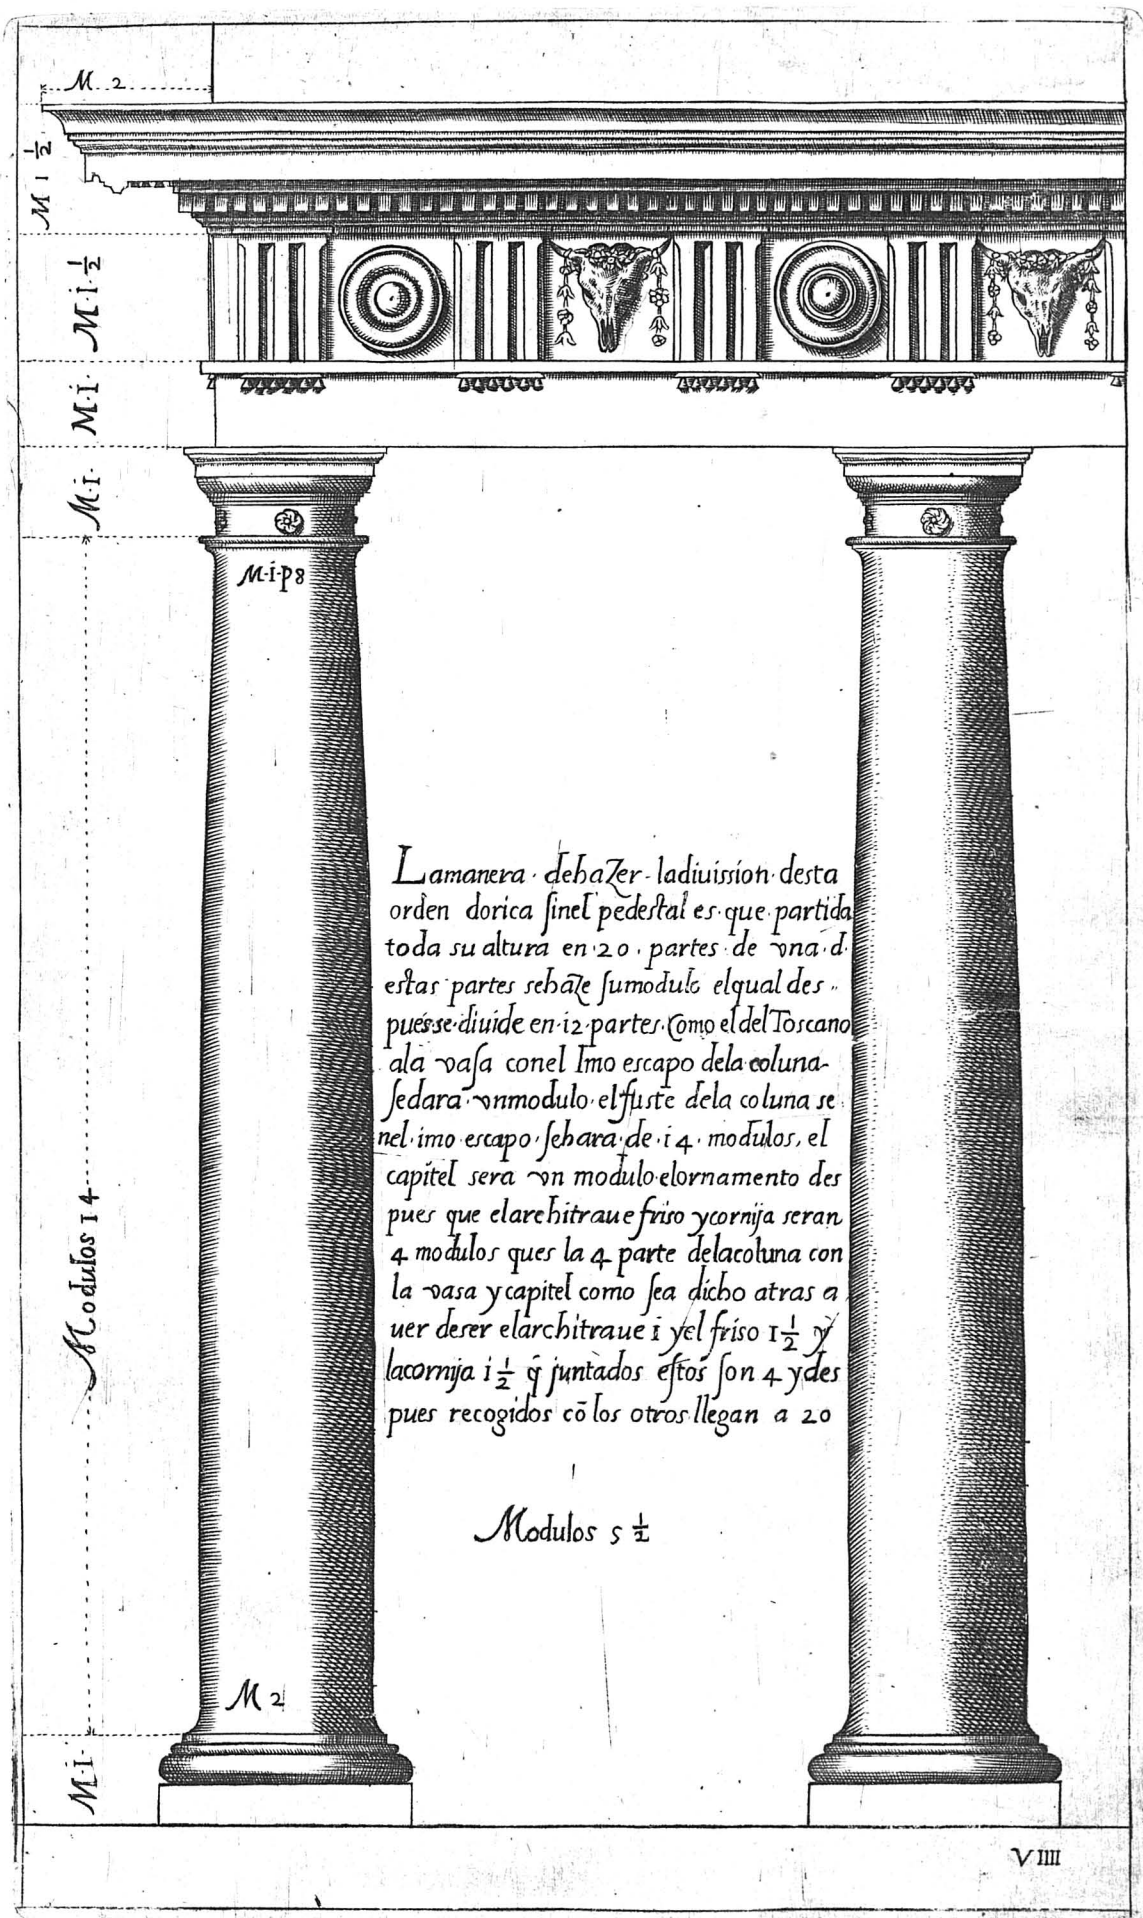 M 2
M 1 1/2
M·i·1/2
M·i·
M·i·
M·i·p8
Lamanera · dehaZer - ladiuission · desta
orden dorica sinel pedestal es · que · partida
toda su altura en · 20 · partes · de vna · d·
estas partes sehaZe sumodulo elqual des
pues·se·diuide en·i2·partes·Como el del Toscano
ala vasa conel Imo escapo dela coluna
sedara vnmodulo·el fuste dela coluna se
nel·imo·escapo·sehara·de·i4·modulos, el
capitel sera vn modulo·elornamento des
pues que elarchitraue friso ycornija seran
4 modulos ques la 4 parte delacoluna con
la vasa y capitel como sea dicho atras a
uer deser elarchitraue i yel friso 1 1/2 y
lacornija i 1/2 q̃ juntados estos son 4 y des
pues recogidos cō los otros llegan a 20
Modulos 14
Modulos 5 1/2
M 2
M·i·
VIIII